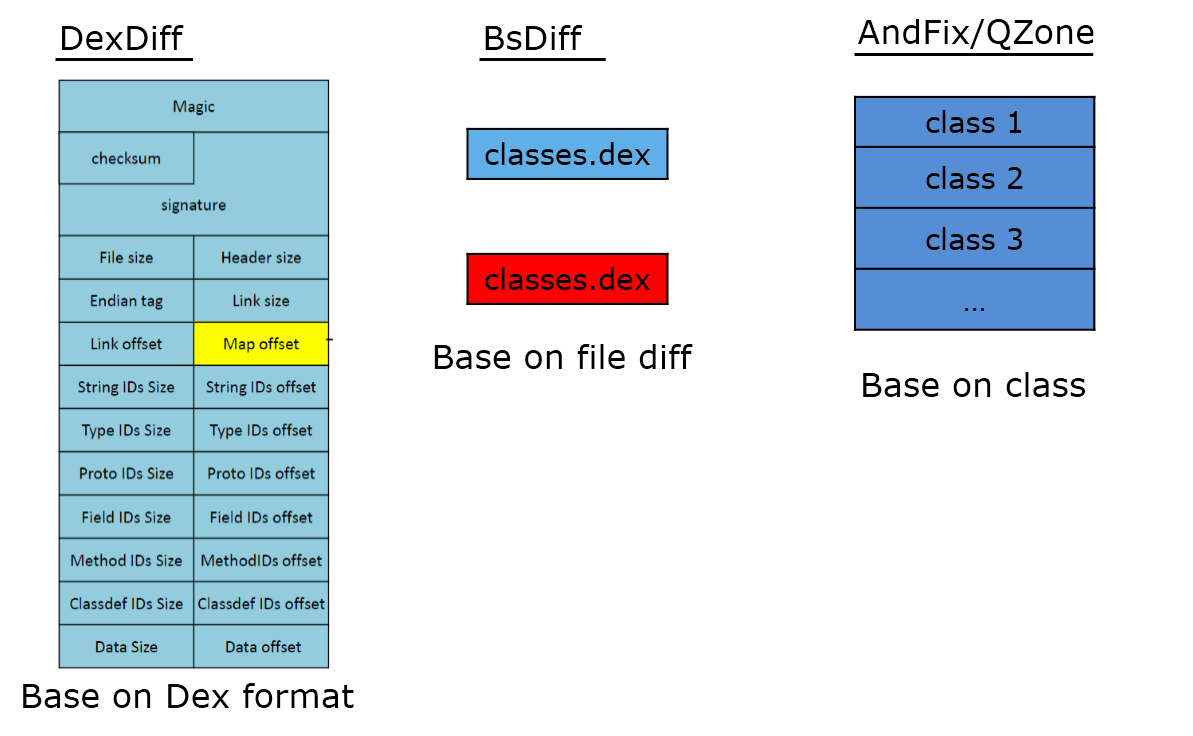 DexDiff
Magic
checksum
signature
File size Header size
Endian tag Link size
Link offset Map offset
String IDs Size String IDs offset
Type IDs Size Type IDs offset
Proto IDs Size Proto IDs offset
Field IDs Size Field IDs offset
Method IDs Size MethodIDs offset
Classdef IDs Size Classdef IDs offset
Data Size Data offset
Base on Dex format
BsDiff
classes.dex
classes.dex
Base on file diff
AndFix/QZone
class 1
class 2
class 3
...
Base on class